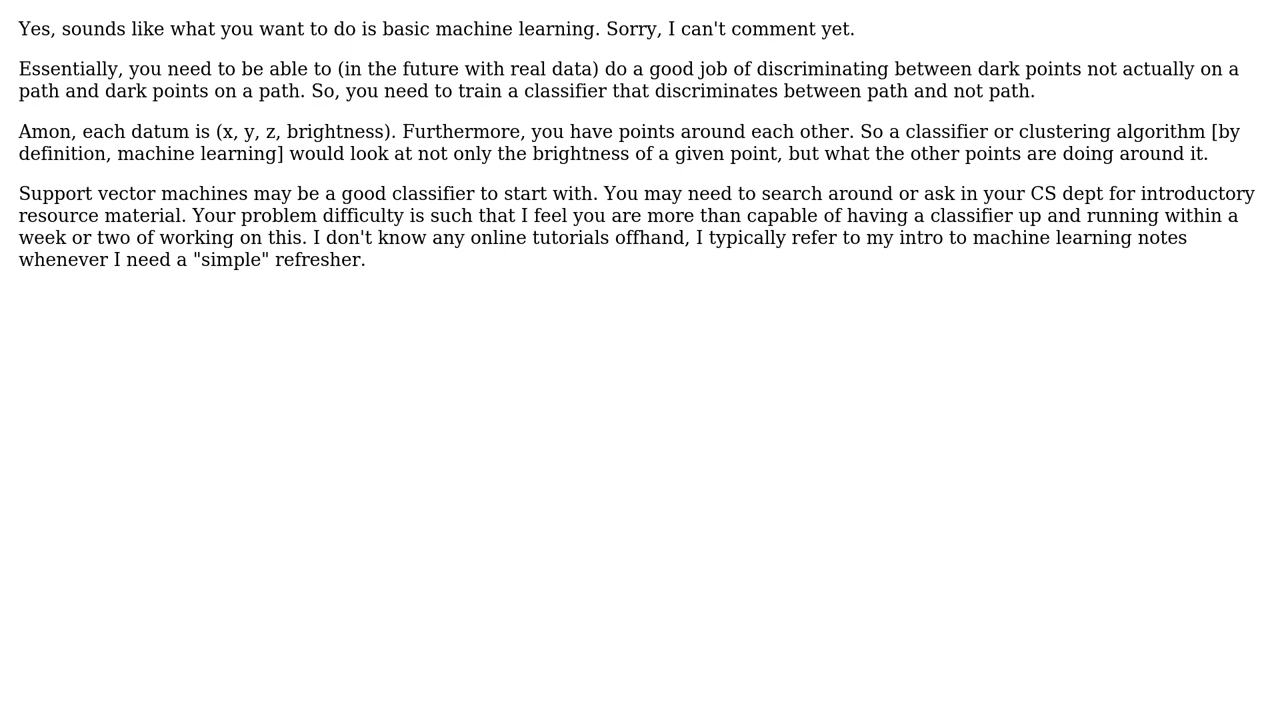 Yes, sounds like what you want to do is basic machine learning. Sorry, I can't comment yet.
Essentially, you need to be able to (in the future with real data) do a good job of discriminating between dark points not actually on a
path and dark points on a path. So, you need to train a classifier that discriminates between path and not path.
Amon, each datum is (x, y, z, brightness). Furthermore, you have points around each other. So a classifier or clustering algorithm [by
definition, machine learning] would look at not only the brightness of a given point, but what the other points are doing around it.
Support vector machines may be a good classifier to start with. You may need to search around or ask in your CS dept for introductory
resource material. Your problem difficulty is such that I feel you are more than capable of having a classifier up and running within a
week or two of working on this. I don't know any online tutorials offhand, I typically refer to my intro to machine learning notes
whenever I need a "simple" refresher.